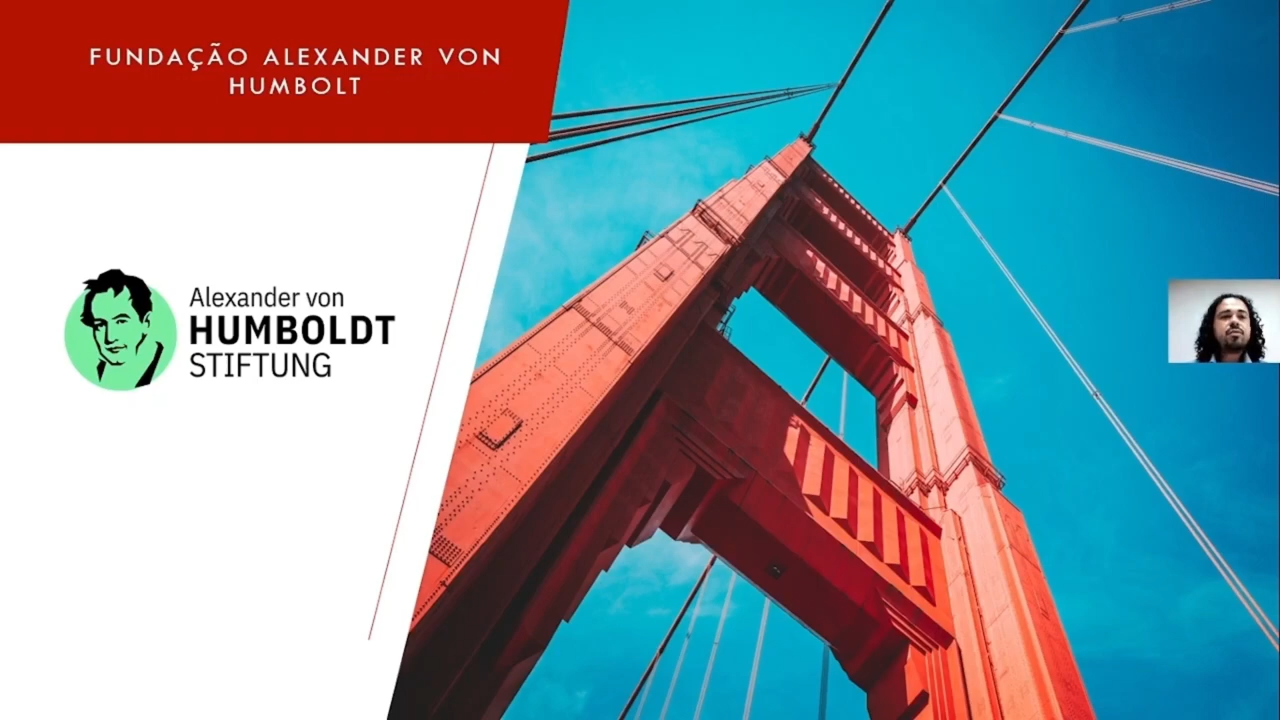 FUNDAÇÃO ALEXANDER VON
HUMBOLT
Alexander von
HUMBOLDT
STIFTUNG